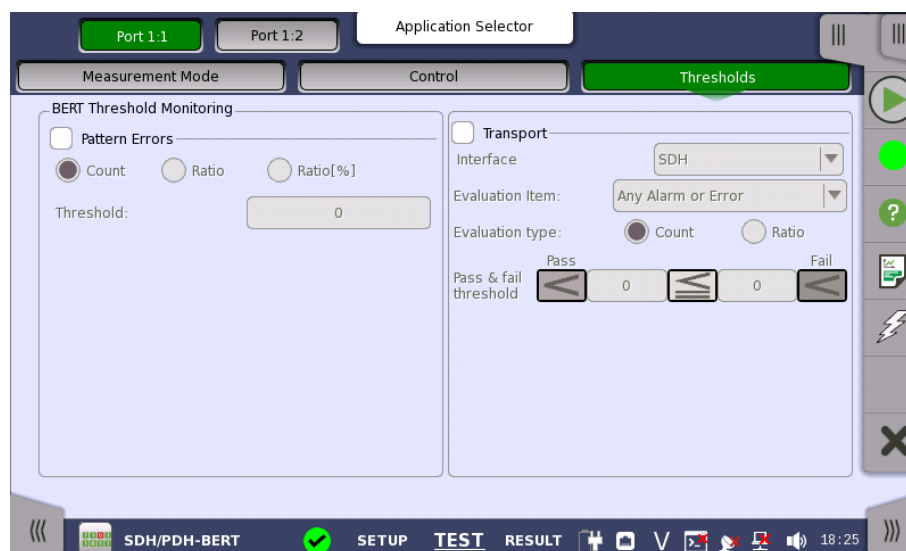 Application Selector
Port 1:1
Port 1:2
Measurement Mode
Control
Thresholds
BERT Threshold Monitoring
Pattern Errors
Count
Ratio
Ratio[%]
Threshold:
0
Transport
Interface
SDH
Evaluation Item:
Any Alarm or Error
Evaluation type:
Count
Ratio
Pass
Fail
Pass & fail
threshold
<
0
≤
0
<
SDH/PDH-BERT
SETUP
TEST
RESULT
V
18:25